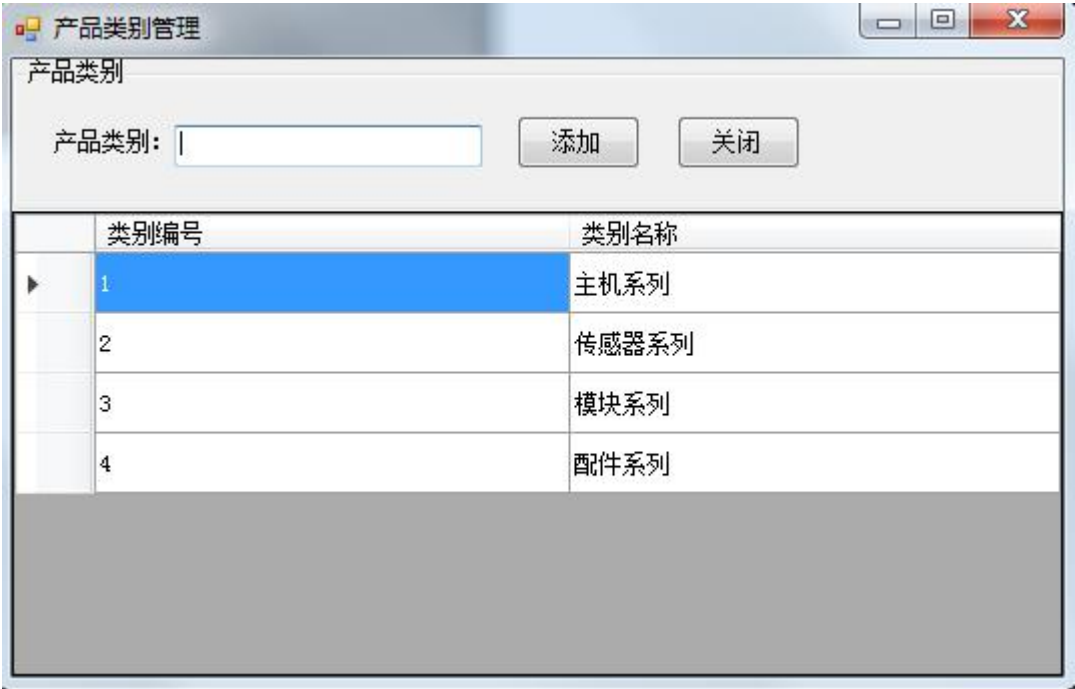 产品类别管理
产品类别
产品类别: 添加 关闭
类别编号 类别名称
1 主机系列
2 传感器系列
3 模块系列
4 配件系列